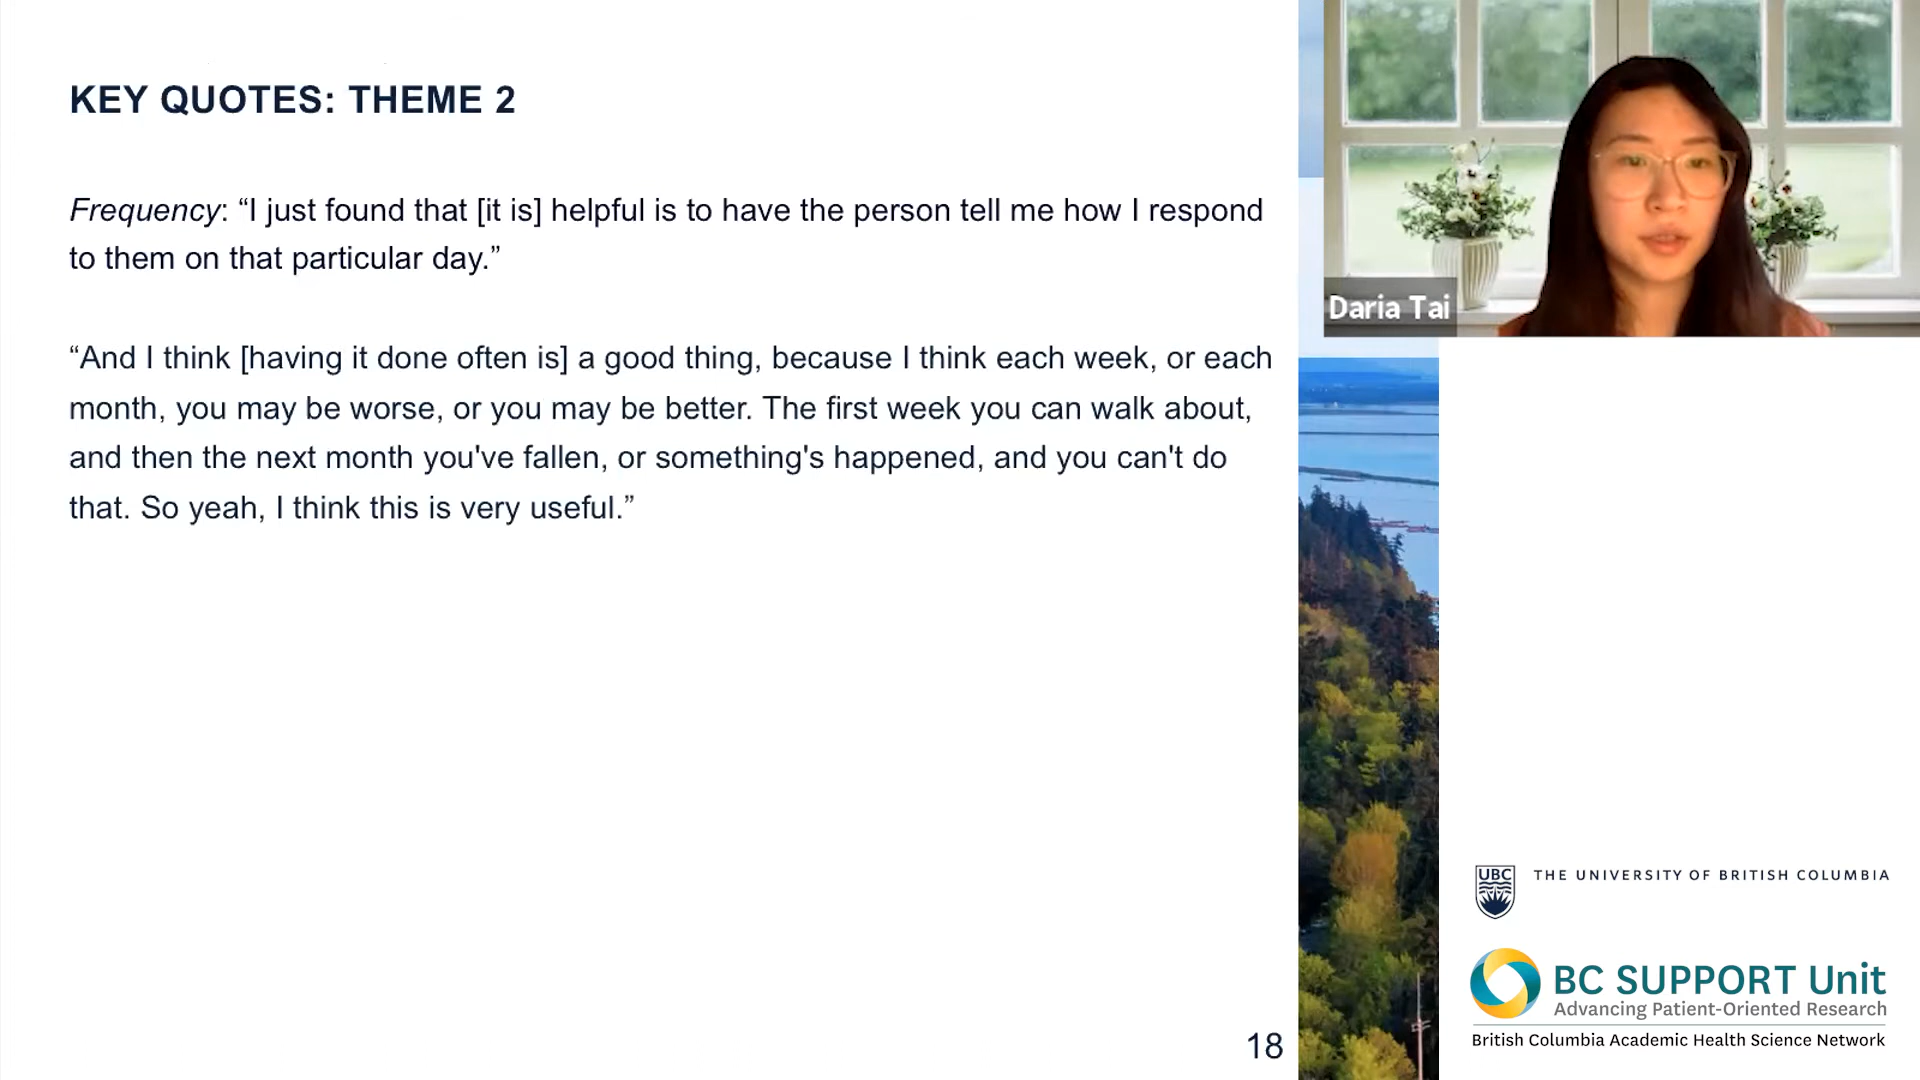 KEY QUOTES: THEME 2
Frequency: “I just found that [it is] helpful is to have the person tell me how I respond
to them on that particular day.”
“And I think [having it done often is] a good thing, because I think each week, or each
month, you may be worse, or you may be better. The first week you can walk about,
and then the next month you've fallen, or something's happened, and you can't do
that. So yeah, I think this is very useful.”
18
Daria Tai
UBC
THE UNIVERSITY OF BRITISH COLUMBIA
BC SUPPORT Unit
Advancing Patient-Oriented Research
British Columbia Academic Health Science Network